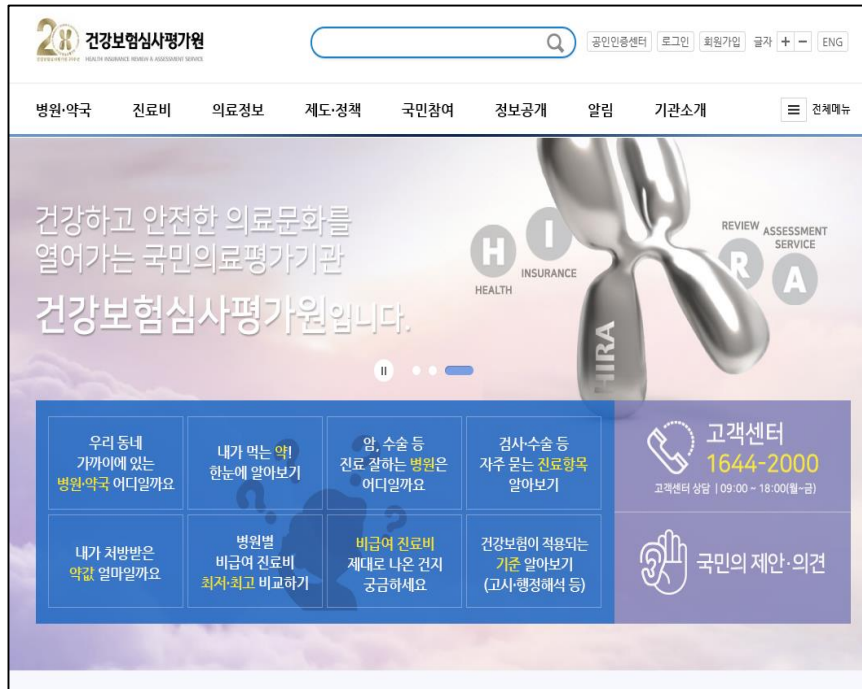 건강보험심사평가원
HEALTH INSURANCE REVIEW & ASSESSMENT SERVICE
공인인증센터 로그인 회원가입 글자 + - ENG
병원·약국 진료비 의료정보 제도·정책 국민참여 정보공개 알림 기관소개 전체메뉴
건강하고 안전한 의료문화를
열어가는 국민의료평가기관
건강보험심사평가원입니다.
H
HEALTH
I
INSURANCE
HIRA
REVIEW
R
ASSESSMENT
SERVICE
A
우리 동네
가까이에 있는
병원·약국 어디일까요
내가 먹는 약!
한눈에 알아보기
암, 수술 등
진료 잘하는 병원은
어디일까요
검사·수술 등
자주 묻는 진료항목
알아보기
고객센터
1644-2000
고객센터 상담 | 09:00 ~ 18:00(월~금)
내가 처방받은
약값 얼마일까요
병원별
비급여 진료비
최저·최고 비교하기
비급여 진료비
제대로 나온 건지
궁금하세요
건강보험이 적용되는
기준 알아보기
(고시·행정해석 등)
국민의 제안·의견